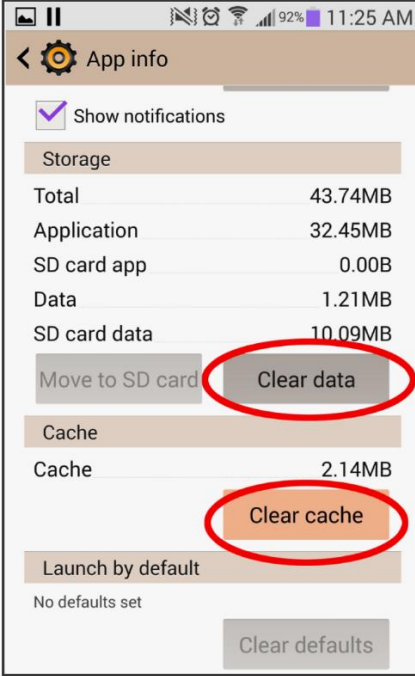 92% 11:25 AM
App info
Show notifications
Storage
Total 43.74MB
Application 32.45MB
SD card app 0.00B
Data 1.21MB
SD card data 10.09MB
Move to SD card Clear data
Cache
Cache 2.14MB
Clear cache
Launch by default
No defaults set
Clear defaults